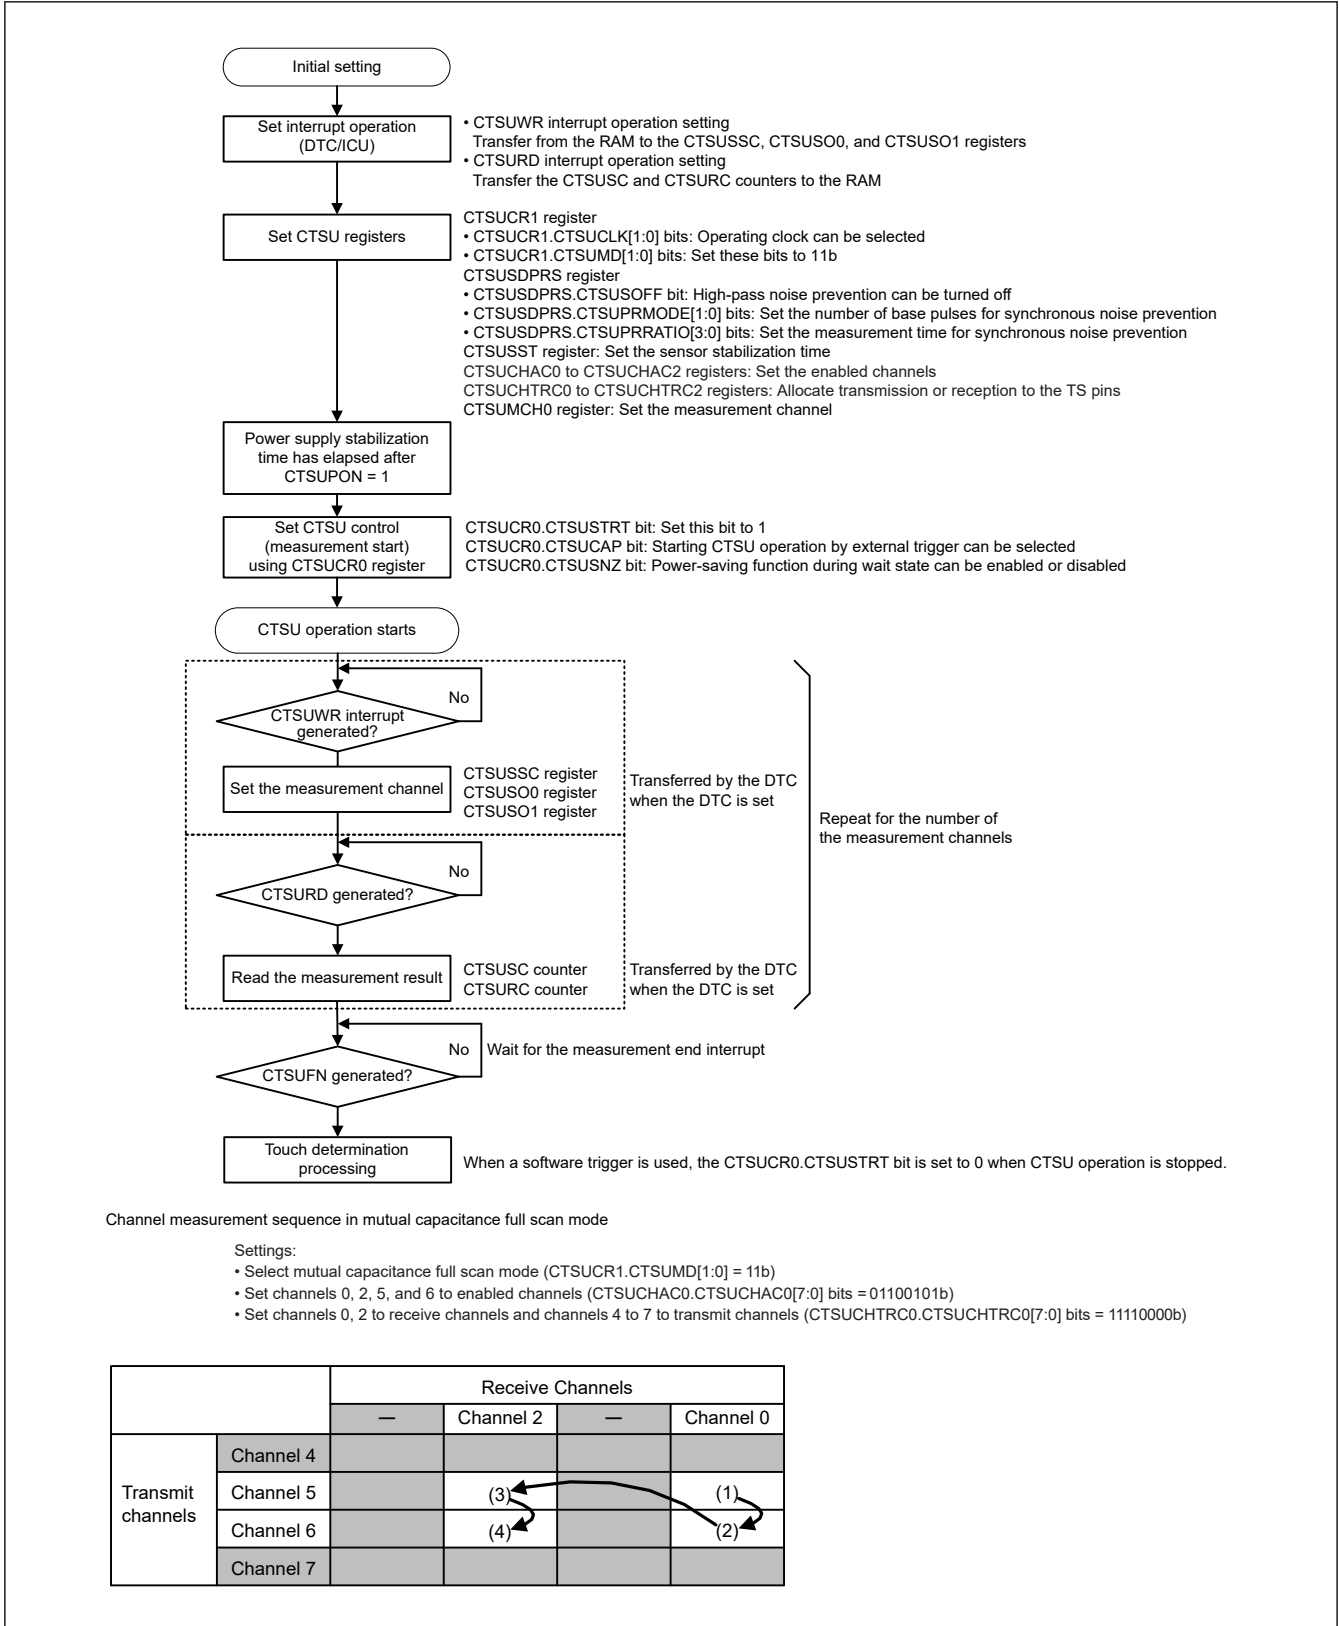 Initial setting
Set interrupt operation
(DTC/ICU)
• CTSUWR interrupt operation setting
Transfer from the RAM to the CTSUSSC, CTSUSO0, and CTSUSO1 registers
• CTSURD interrupt operation setting
Transfer the CTSUSC and CTSURC counters to the RAM
Set CTSU registers
CTSUCR1 register
• CTSUCR1.CTSUCLK[1:0] bits: Operating clock can be selected
• CTSUCR1.CTSUMD[1:0] bits: Set these bits to 11b
CTSUSDPRS register
• CTSUSDPRS.CTSUSOFF bit: High-pass noise prevention can be turned off
• CTSUSDPRS.CTSUPRMODE[1:0] bits: Set the number of base pulses for synchronous noise prevention
• CTSUSDPRS.CTSUPRRATIO[3:0] bits: Set the measurement time for synchronous noise prevention
CTSUSST register: Set the sensor stabilization time
CTSUCHAC0 to CTSUCHAC2 registers: Set the enabled channels
CTSUCHTRC0 to CTSUCHTRC2 registers: Allocate transmission or reception to the TS pins
CTSUMCH0 register: Set the measurement channel
Power supply stabilization
time has elapsed after
CTSUPON = 1
Set CTSU control
(measurement start)
using CTSUCR0 register
CTSUCR0.CTSUSTRT bit: Set this bit to 1
CTSUCR0.CTSUCAP bit: Starting CTSU operation by external trigger can be selected
CTSUCR0.CTSUSNZ bit: Power-saving function during wait state can be enabled or disabled
CTSU operation starts
No
CTSUWR interrupt
generated?
Set the measurement channel
CTSUSSC register
CTSUSO0 register
CTSUSO1 register
Transferred by the DTC
when the DTC is set
Repeat for the number of
the measurement channels
No
CTSURD generated?
Read the measurement result
CTSUSC counter
CTSURC counter
Transferred by the DTC
when the DTC is set
No
Wait for the measurement end interrupt
CTSUFN generated?
Touch determination
processing
When a software trigger is used, the CTSUCR0.CTSUSTRT bit is set to 0 when CTSU operation is stopped.
Channel measurement sequence in mutual capacitance full scan mode
Settings:
• Select mutual capacitance full scan mode (CTSUCR1.CTSUMD[1:0] = 11b)
• Set channels 0, 2, 5, and 6 to enabled channels (CTSUCHAC0.CTSUCHAC0[7:0] bits = 01100101b)
• Set channels 0, 2 to receive channels and channels 4 to 7 to transmit channels (CTSUCHTRC0.CTSUCHTRC0[7:0] bits = 11110000b)
Receive Channels
— Channel 2 — Channel 0
Transmit
channels
Channel 4
Channel 5 (3) (1)
Channel 6 (4) (2)
Channel 7